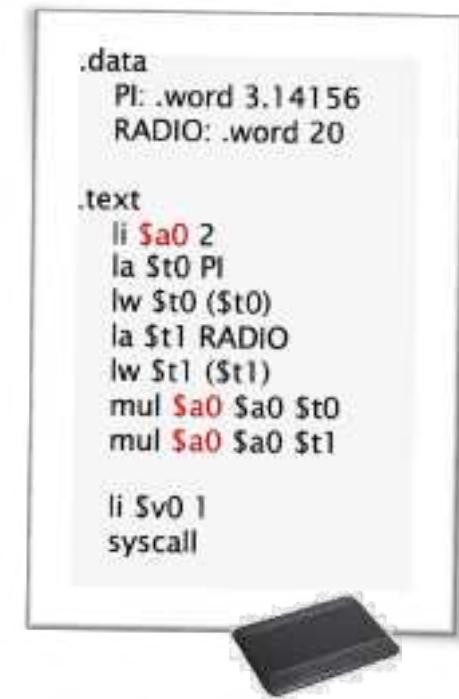 .data
PI: .word 3.14156
RADIO: .word 20
.text
li $a0 2
la $t0 PI
lw $t0 ($t0)
la $t1 RADIO
lw $t1 ($t1)
mul $a0 $a0 $t0
mul $a0 $a0 $t1
li $v0 1
syscall